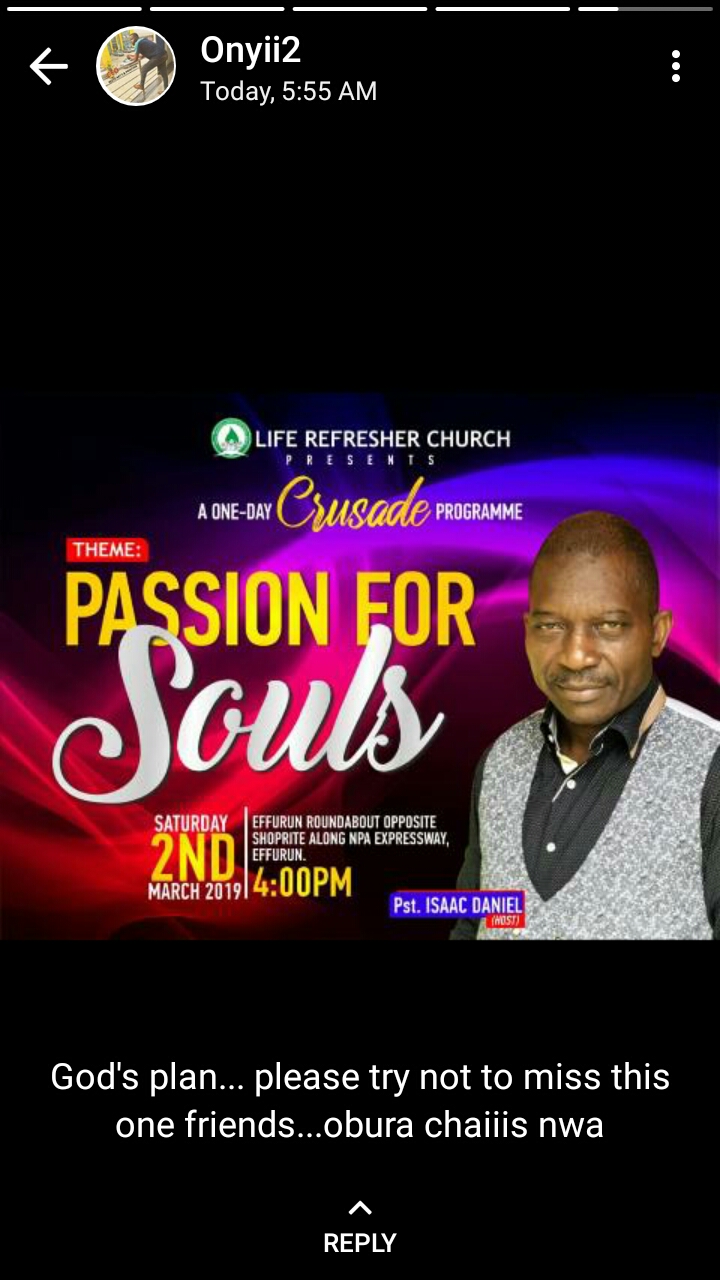 Onyii2
Today, 5:55 AM
LIFE REFRESHER CHURCH
PRESENTS
A ONE-DAY Crusade PROGRAMME
THEME:
PASSION FOR
Souls
SATURDAY
2ND
MARCH 2019
EFFURUN ROUNDABOUT OPPOSITE
SHOPRITE ALONG NPA EXPRESSWAY,
EFFURUN.
4:00PM
Pst. ISAAC DANIEL
(HOST)
God's plan... please try not to miss this
one friends...obura chaiiis nwa
REPLY